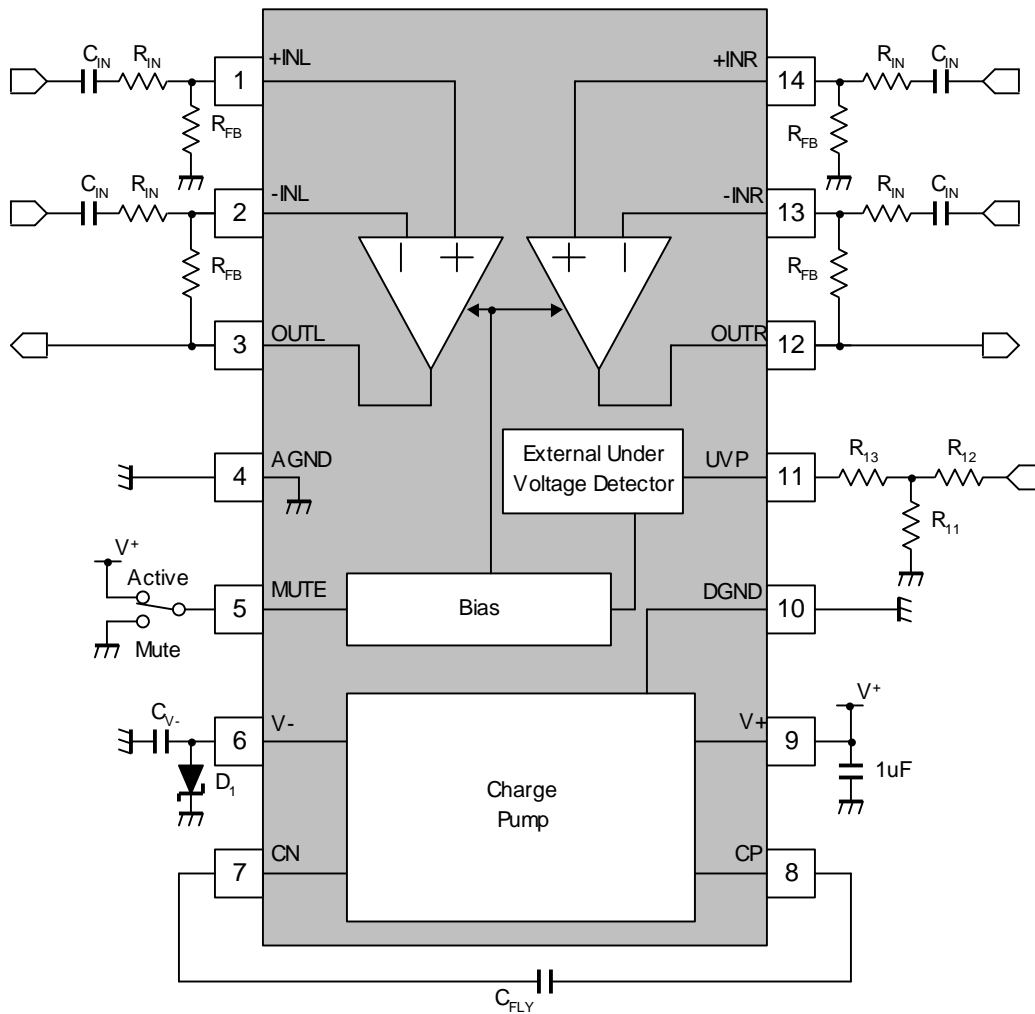 C_IN R_IN 1 +INL +INR 14 R_IN C_IN
R_FB R_FB
C_IN R_IN 2 -INL -INR 13 R_IN C_IN
R_FB R_FB
3 OUTL OUTR 12
4 AGND External Under Voltage Detector UVP 11 R_13 R_12
R_11
V+
Active
5 MUTE Bias DGND 10
Mute
C_V- V+
6 V- V+ 9
D_1 1uF
Charge
Pump
7 CN CP 8
C_FLY